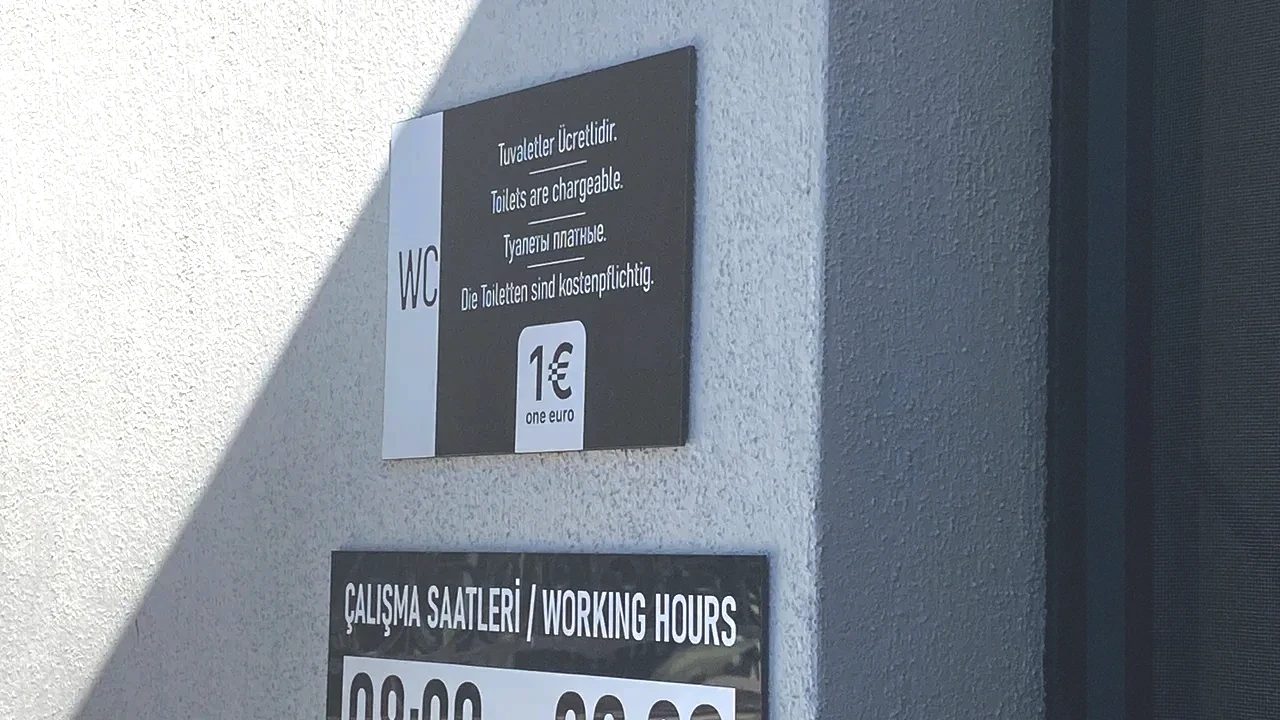 WC
Tuvaletler Ücretlidir.
Toilets are chargeable.
Туалеты платные.
Die Toiletten sind kostenpflichtig.
1€
one euro
ÇALIŞMA SAATLERİ / WORKING HOURS